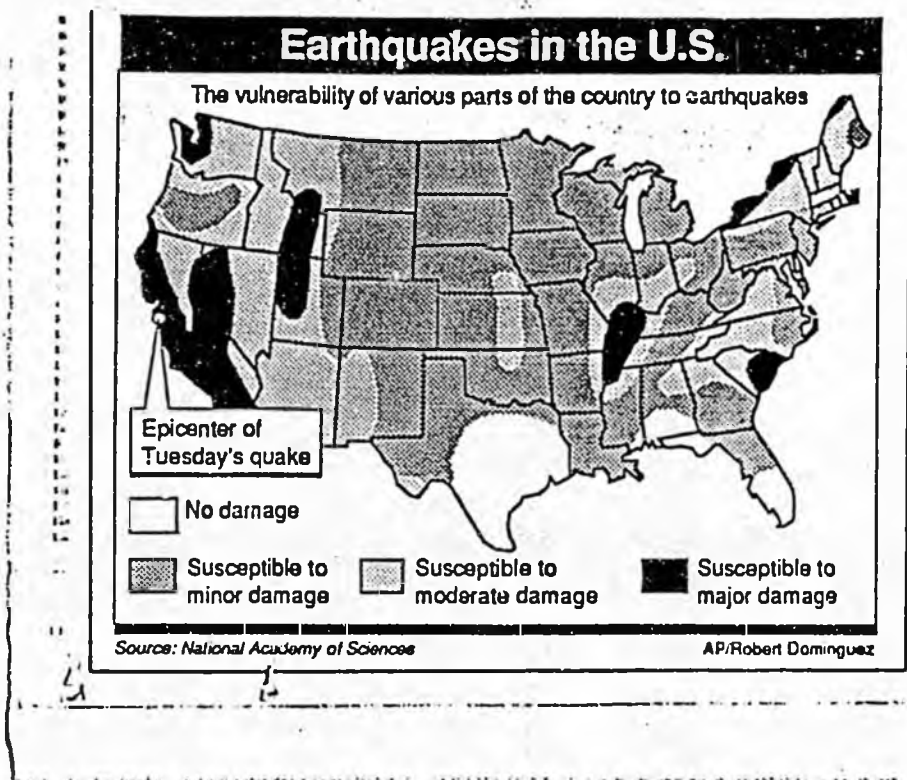 Earthquakes in the U.S.
The vulnerability of various parts of the country to earthquakes
Epicenter of
Tuesday's quake
No damage
Susceptible to
minor damage
Susceptible to
moderate damage
Susceptible to
major damage
Source: National Academy of Sciences
AP/Robert Dominguez